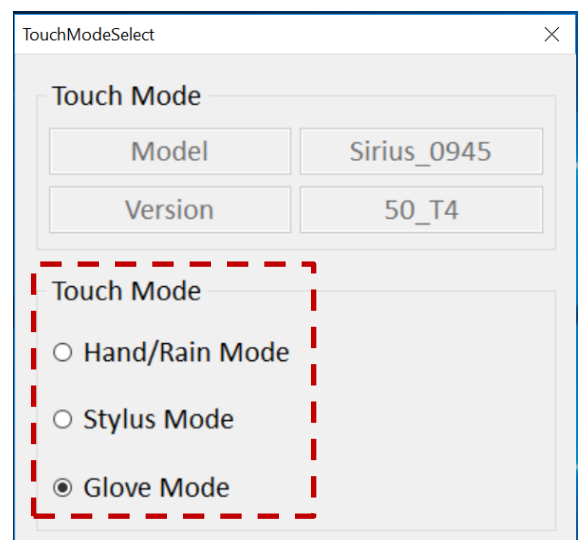 TouchModeSelect
Touch Mode
Model Sirius_0945
Version 50_T4
Touch Mode
Hand/Rain Mode
Stylus Mode
Glove Mode